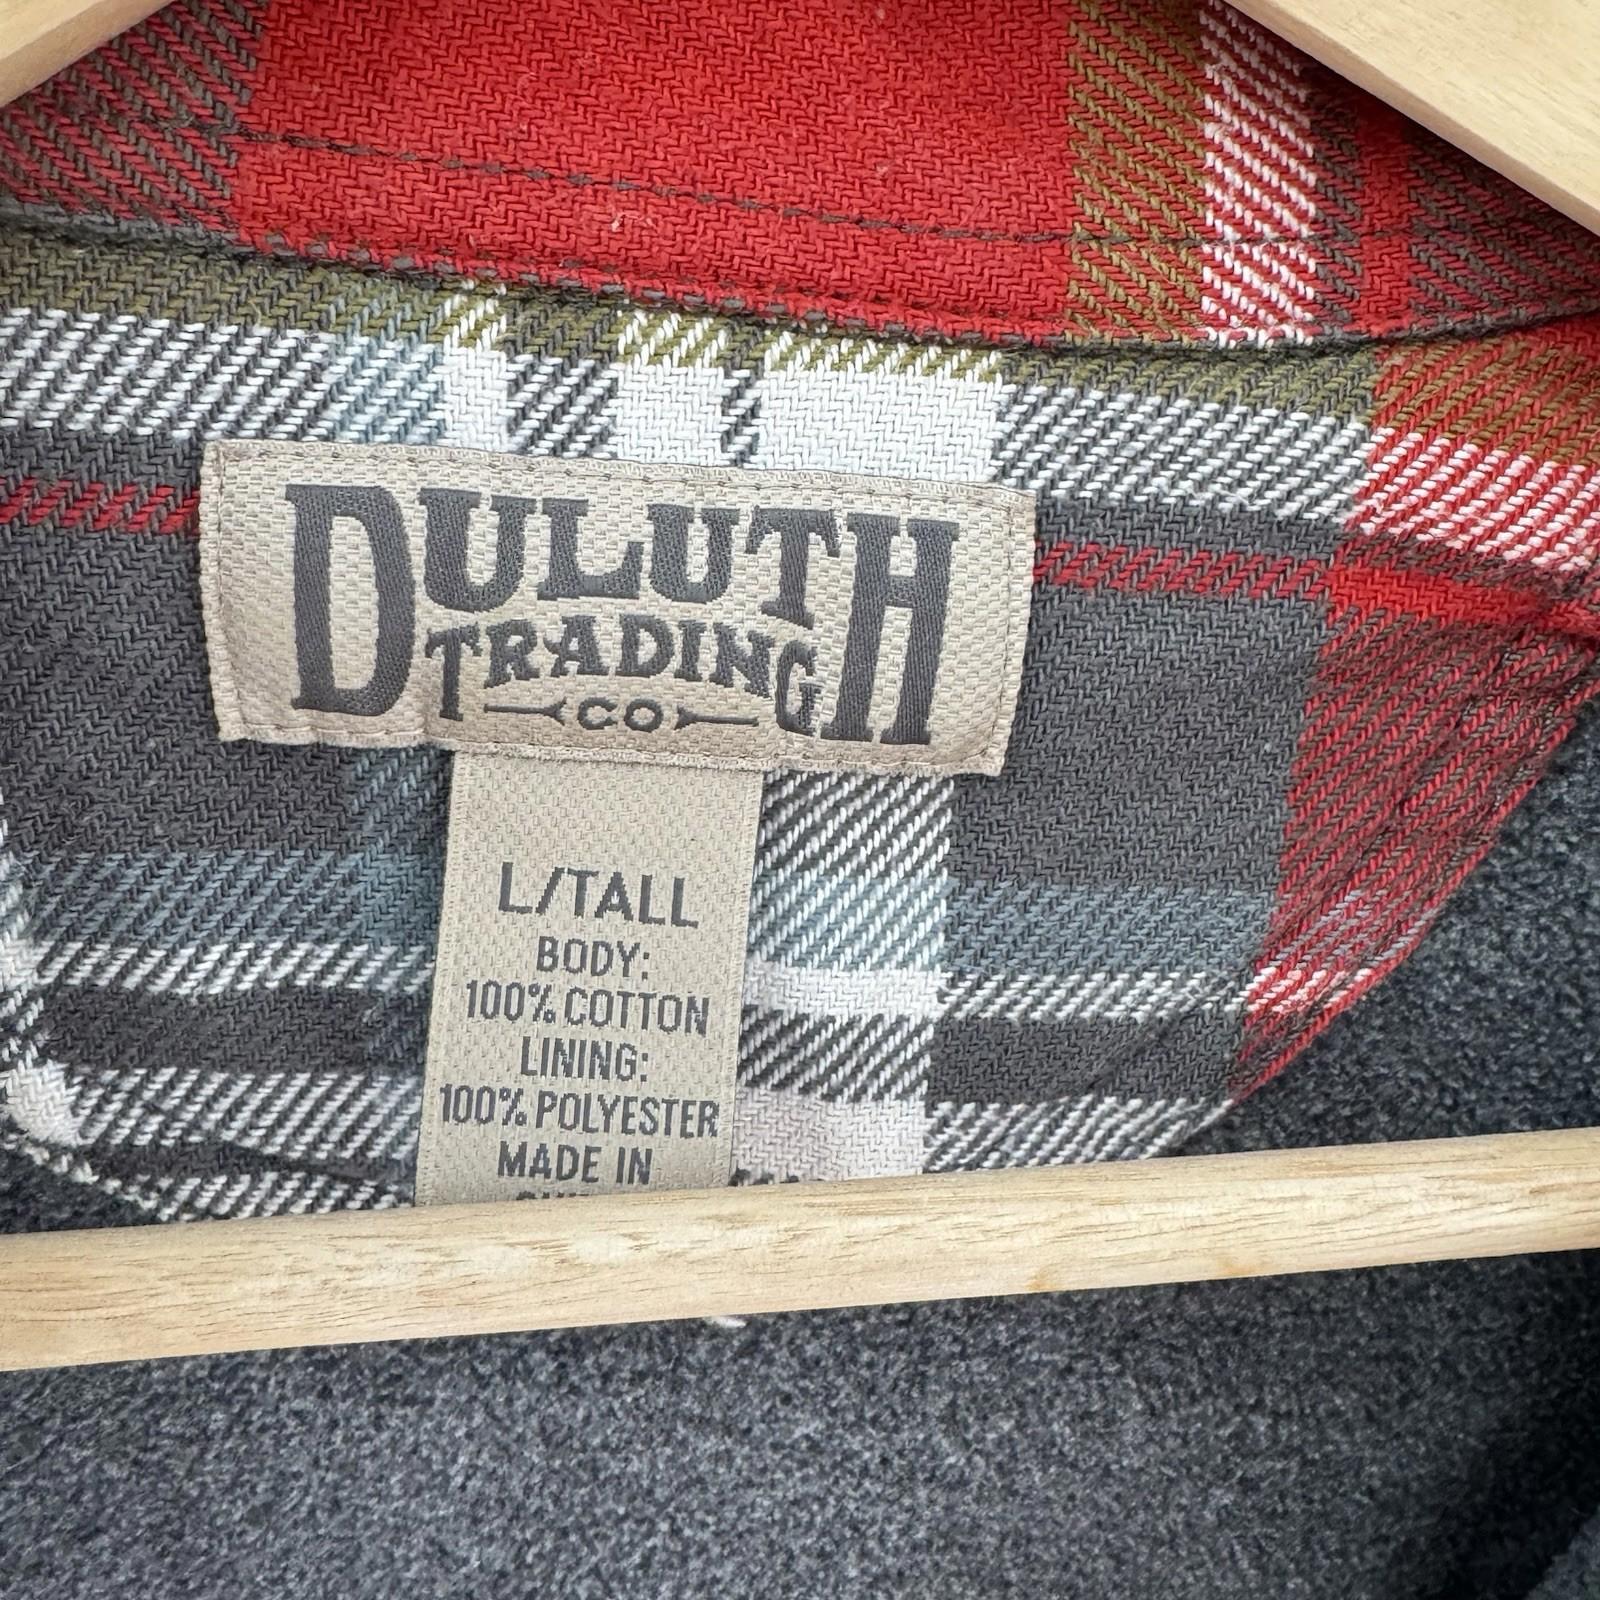 DULUTH
TRADING
CO
L/TALL
BODY:
100% COTTON
LINING:
100% POLYESTER
MADE IN